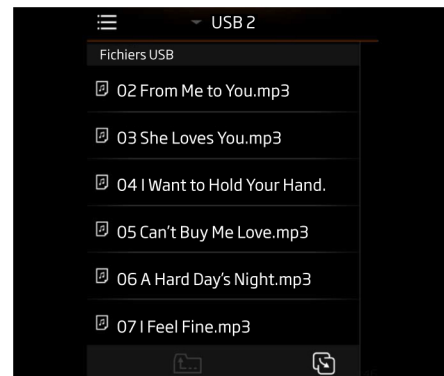 USB 2
Fichiers USB
02 From Me to You.mp3
03 She Loves You.mp3
04 I Want to Hold Your Hand.
05 Can't Buy Me Love.mp3
06 A Hard Day's Night.mp3
07 I Feel Fine.mp3